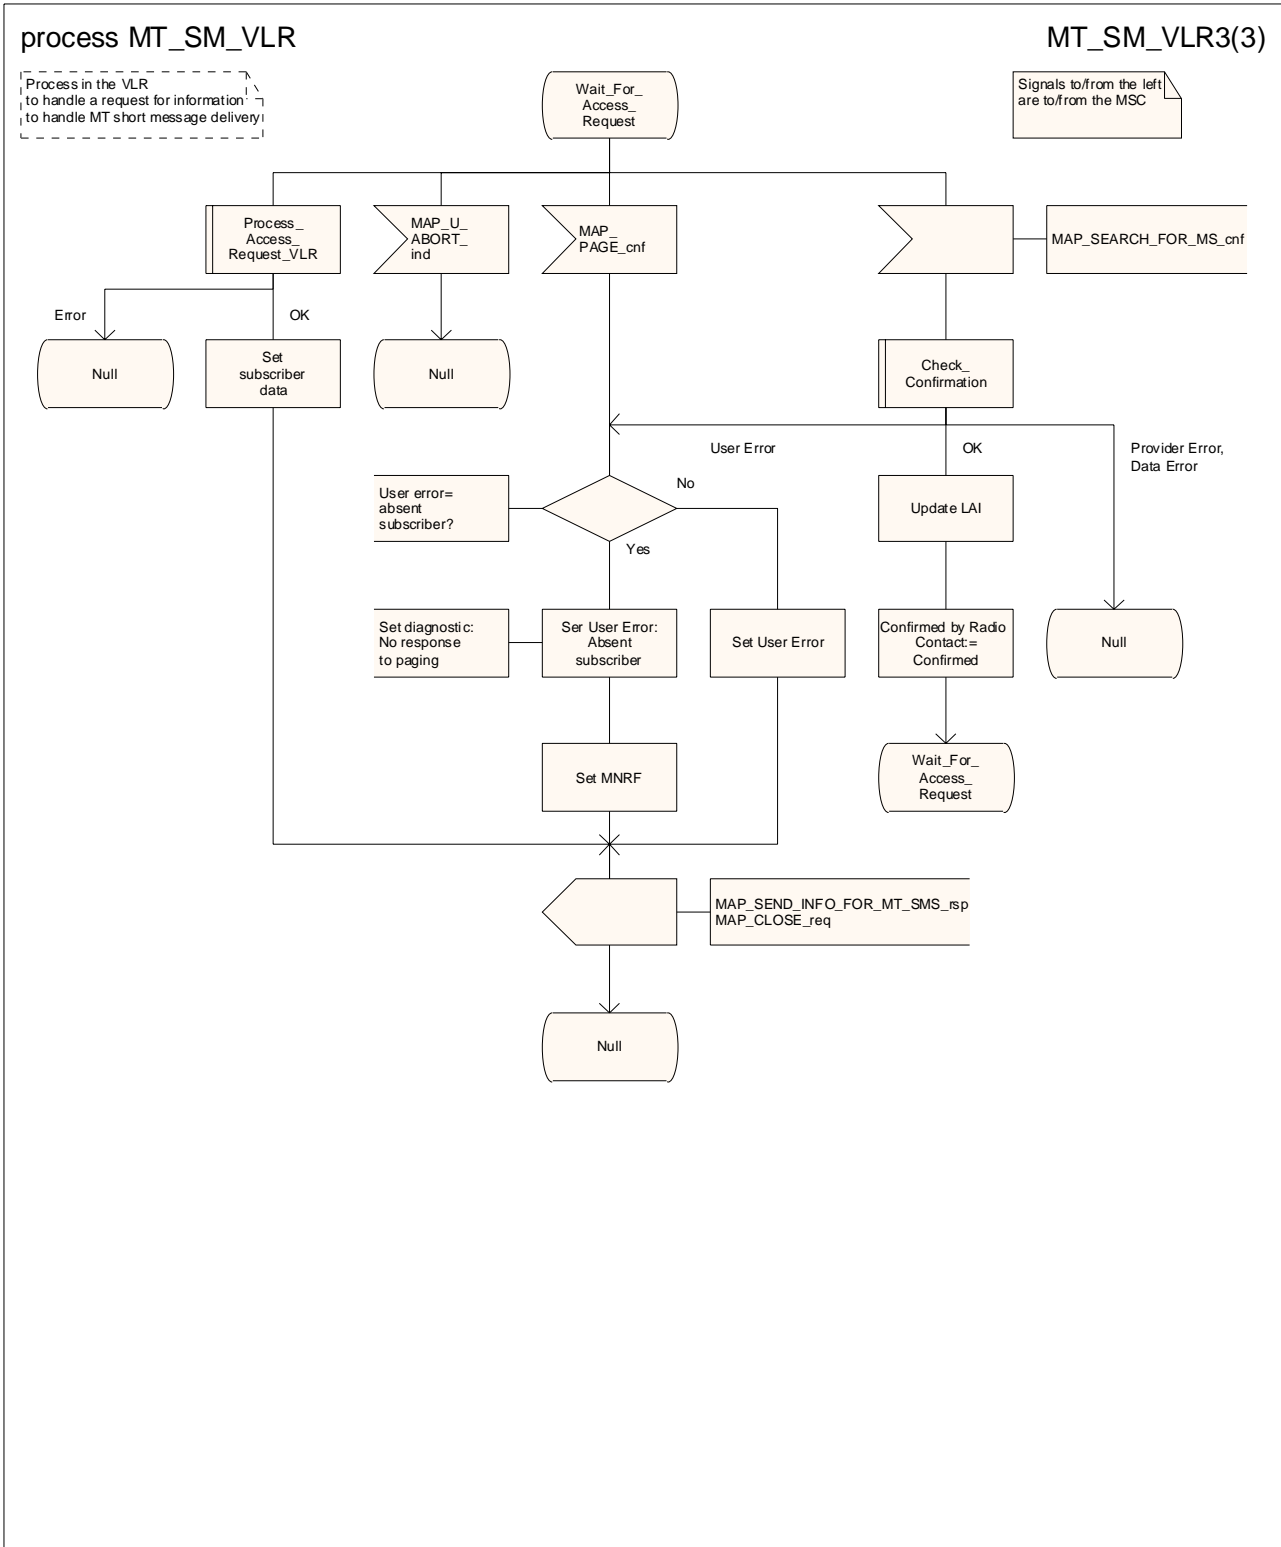 process MT_SM_VLR
MT_SM_VLR3(3)
Process in the VLR
to handle a request for information
to handle MT short message delivery
Wait_For_
Access_
Request
Signals to/from the left
are to/from the MSC
Process_
Access_
Request_VLR
MAP_U_
ABORT_
ind
MAP_
PAGE_cnf
MAP_SEARCH_FOR_MS_cnf
Error
OK
Null
Set
subscriber
data
Null
Check_
Confirmation
User Error
OK
Provider Error,
Data Error
User error=
absent
subscriber?
No
Yes
Update LAI
Set diagnostic:
No response
to paging
Ser User Error:
Absent
subscriber
Set User Error
Confirmed by Radio
Contact:=
Confirmed
Null
Set MNRF
Wait_For_
Access_
Request
MAP_SEND_INFO_FOR_MT_SMS_rsp
MAP_CLOSE_req
Null